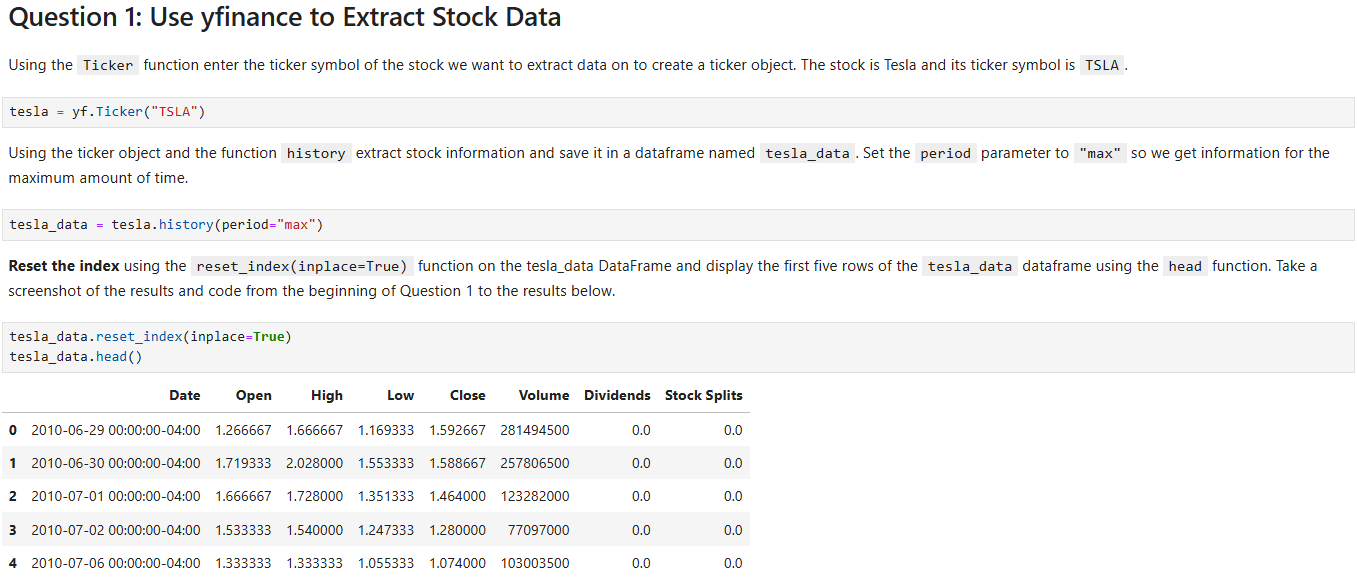 Question 1: Use yfinance to Extract Stock Data
Using the Ticker function enter the ticker symbol of the stock we want to extract data on to create a ticker object. The stock is Tesla and its ticker symbol is TSLA .
tesla = yf.Ticker("TSLA")
Using the ticker object and the function history extract stock information and save it in a dataframe named tesla_data . Set the period parameter to "max" so we get information for the
maximum amount of time.
tesla_data = tesla.history(period="max")
Reset the index using the reset_index(inplace=True) function on the tesla_data DataFrame and display the first five rows of the tesla_data dataframe using the head function. Take a
screenshot of the results and code from the beginning of Question 1 to the results below.
tesla_data.reset_index(inplace=True)
tesla_data.head()
Date Open High Low Close Volume Dividends Stock Splits
0 2010-06-29 00:00:00-04:00 1.266667 1.666667 1.169333 1.592667 281494500 0.0 0.0
1 2010-06-30 00:00:00-04:00 1.719333 2.028000 1.553333 1.588667 257806500 0.0 0.0
2 2010-07-01 00:00:00-04:00 1.666667 1.728000 1.351333 1.464000 123282000 0.0 0.0
3 2010-07-02 00:00:00-04:00 1.533333 1.540000 1.247333 1.280000 77097000 0.0 0.0
4 2010-07-06 00:00:00-04:00 1.333333 1.333333 1.055333 1.074000 103003500 0.0 0.0